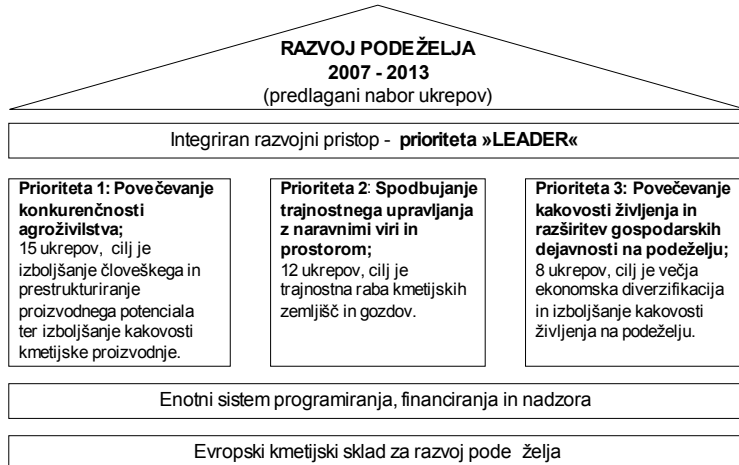 RAZVOJ PODEŽELJA
2007 - 2013
(predlagani nabor ukrepov)
Integriran razvojni pristop - prioriteta »LEADER«
Prioriteta 1: Povečevanje
konkurenčnosti
agroživilstva;
15 ukrepov, cilj je
izboljšanje človeškega in
prestrukturiranje
proizvodnega potenciala
ter izboljšanje kakovosti
kmetijske proizvodnje.
Prioriteta 2: Spodbujanje
trajnostnega upravljanja
z naravnimi viri in
prostorom;
12 ukrepov, cilj je
trajnostna raba kmetijskih
zemljišč in gozdov.
Prioriteta 3: Povečevanje
kakovosti življenja in
razširitev gospodarskih
dejavnosti na podeželju;
8 ukrepov, cilj je večja
ekonomska diverzifikacija
in izboljšanje kakovosti
življenja na podeželju.
Enotni sistem programiranja, financiranja in nadzora
Evropski kmetijski sklad za razvoj pode želja